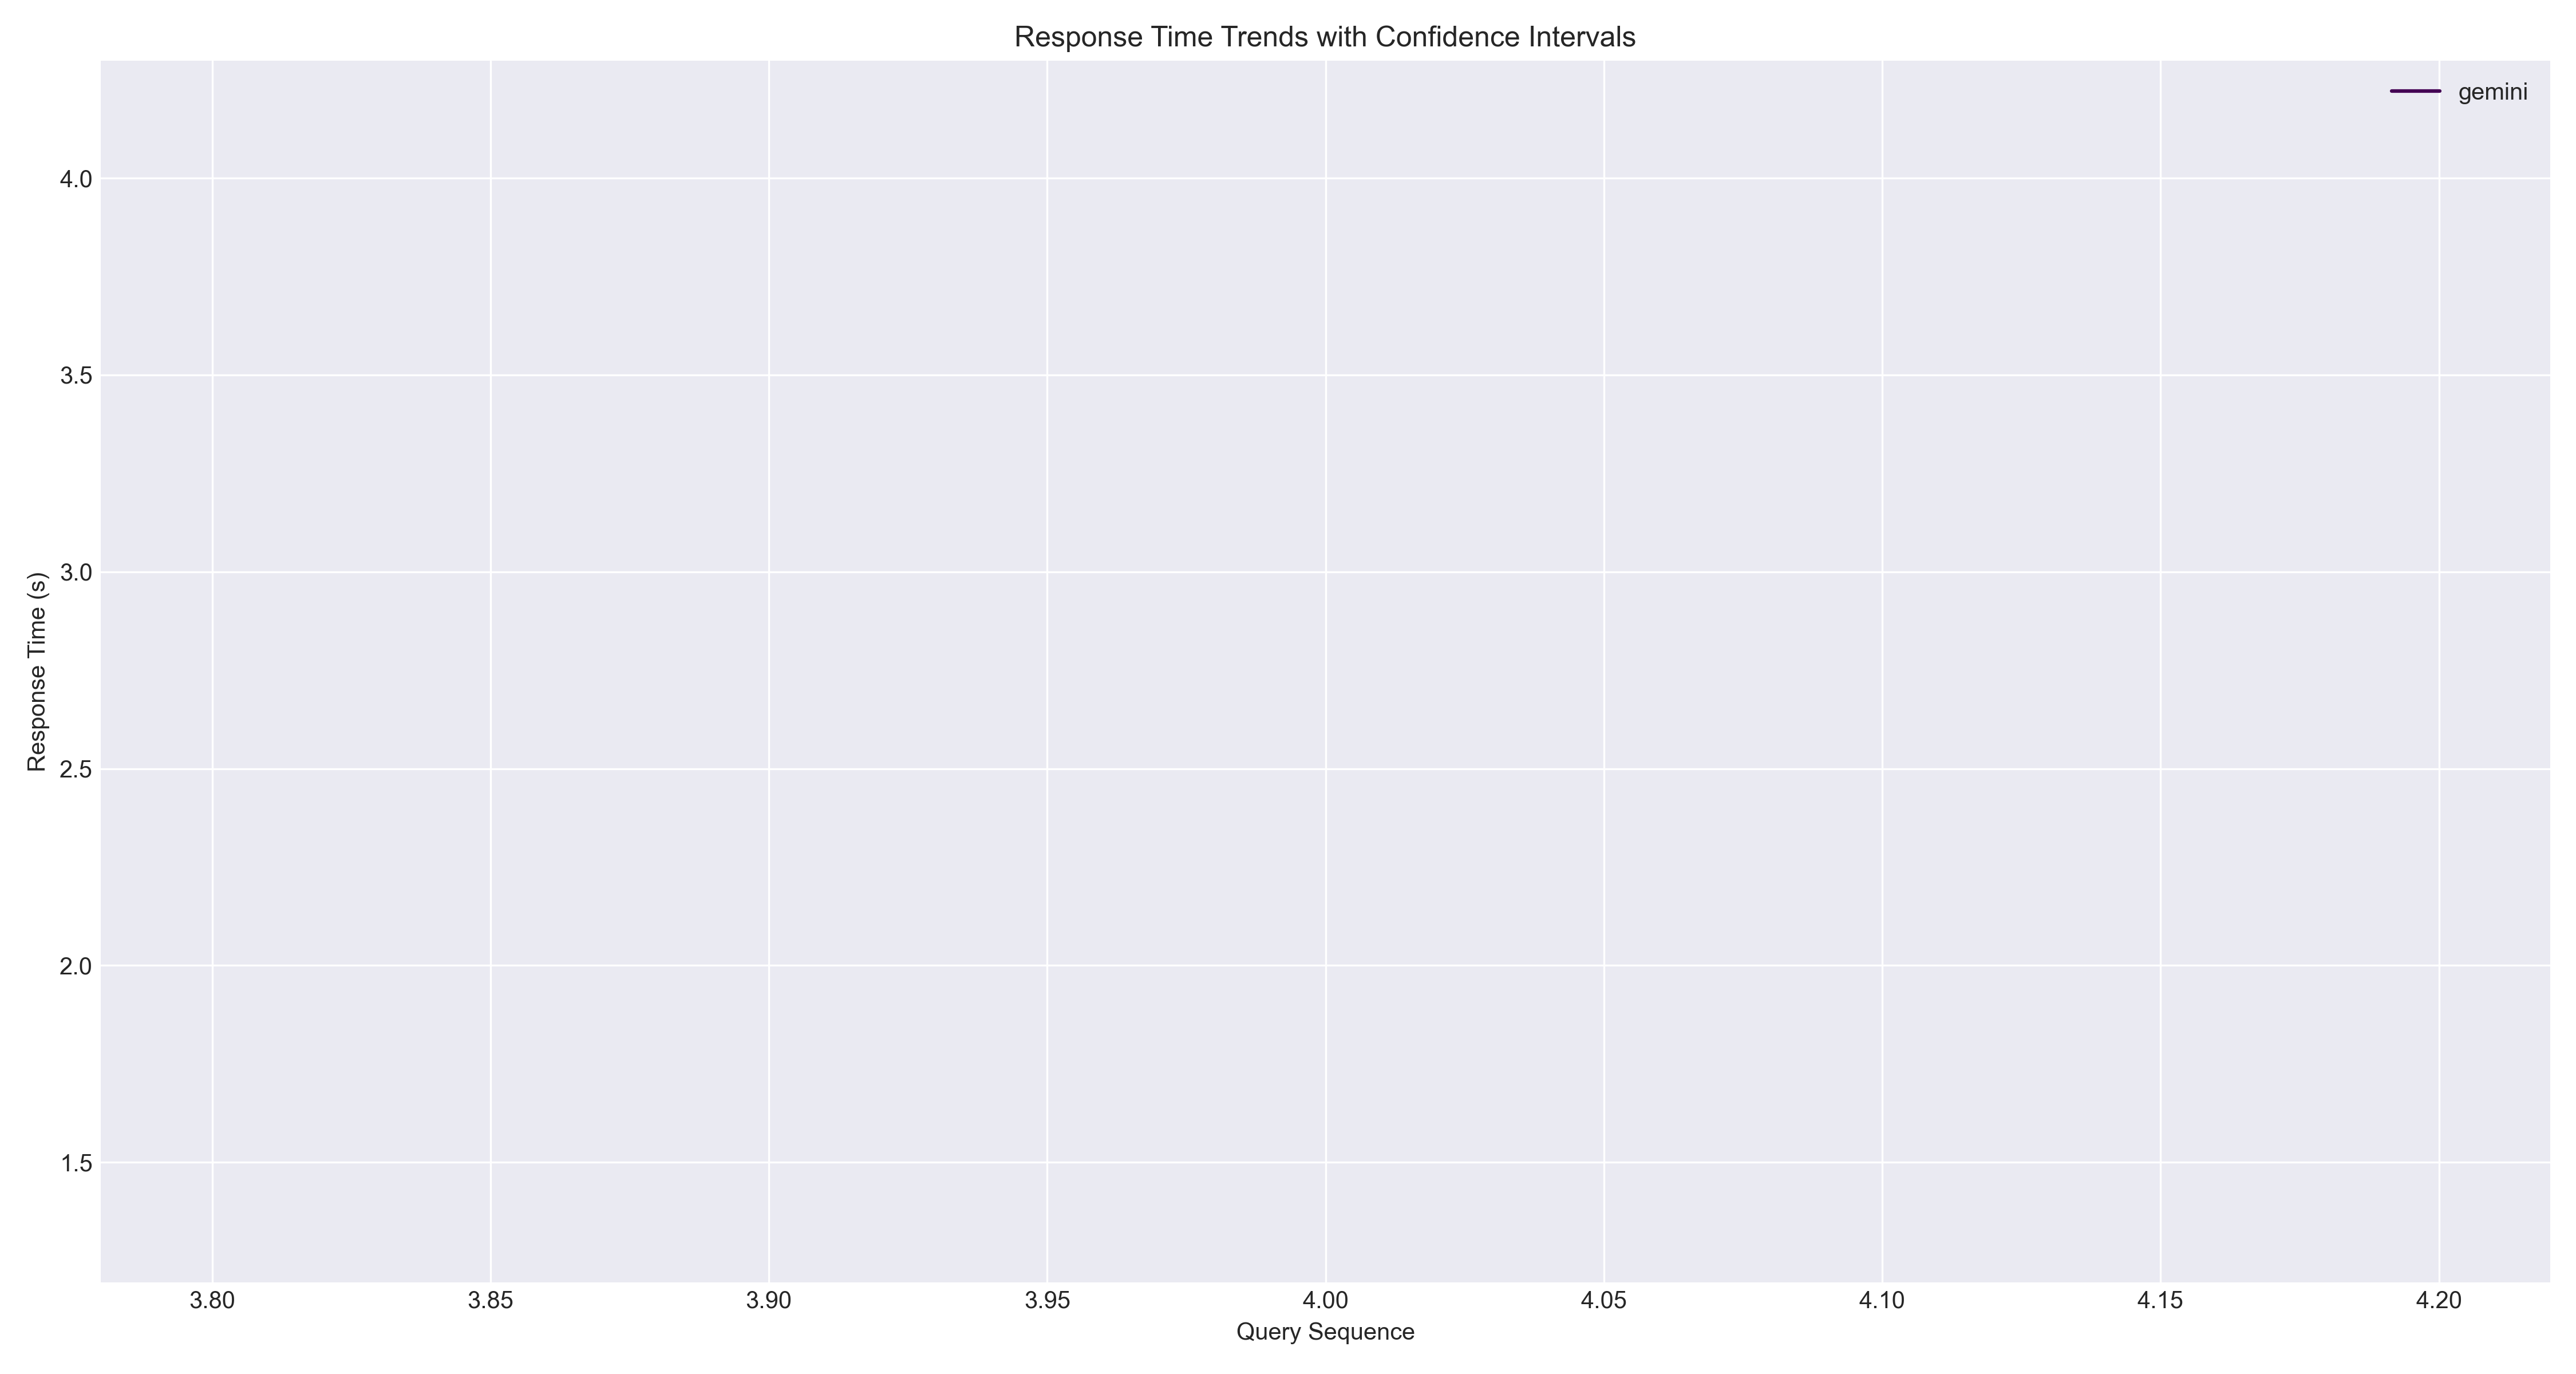 Response Time Trends with Confidence Intervals
gemini
Response Time (s)
4.0
3.5
3.0
2.5
2.0
1.5
3.80 3.85 3.90 3.95 4.00 4.05 4.10 4.15 4.20
Query Sequence